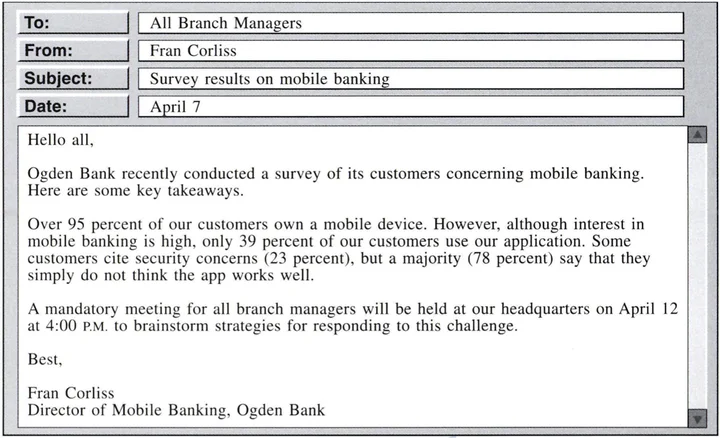 To: All Branch Managers
From: Fran Corliss
Subject: Survey results on mobile banking
Date: April 7
Hello all,
Ogden Bank recently conducted a survey of its customers concerning mobile banking.
Here are some key takeaways.
Over 95 percent of our customers own a mobile device. However, although interest in
mobile banking is high, only 39 percent of our customers use our application. Some
customers cite security concerns (23 percent), but a majority (78 percent) say that they
simply do not think the app works well.
A mandatory meeting for all branch managers will be held at our headquarters on April 12
at 4:00 P.M. to brainstorm strategies for responding to this challenge.
Best,
Fran Corliss
Director of Mobile Banking, Ogden Bank